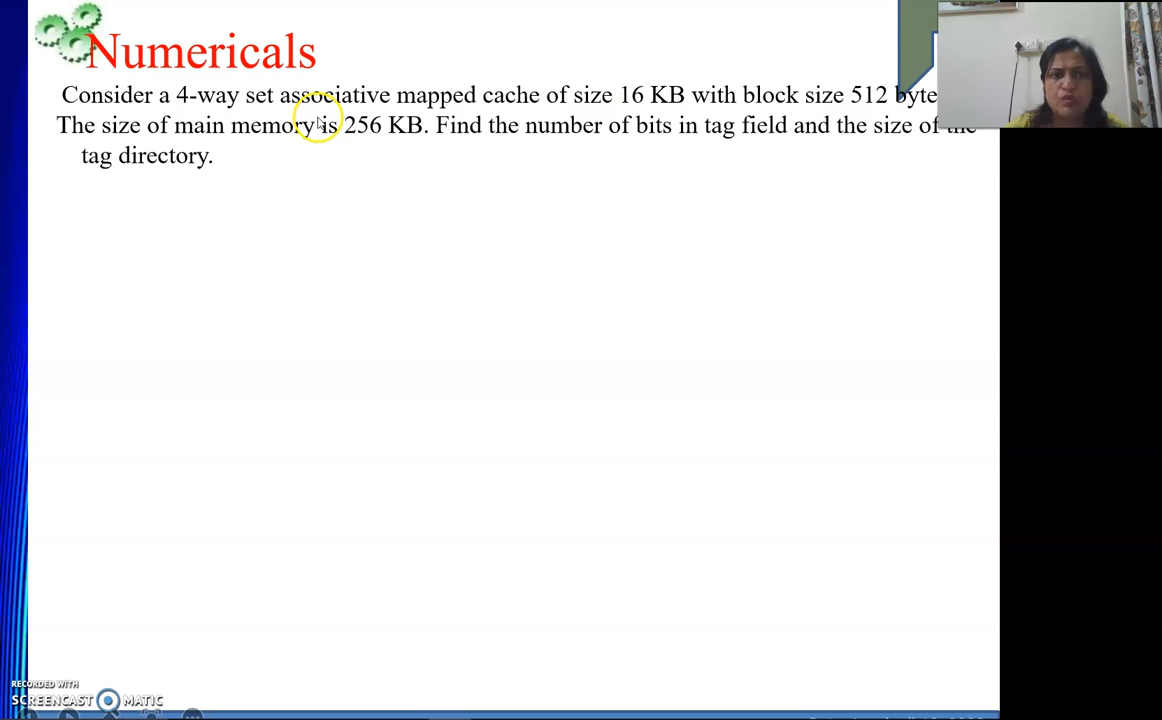 Numericals
Consider a 4-way set associative mapped cache of size 16 KB with block size 512 byte
The size of main memory is 256 KB. Find the number of bits in tag field and the size of the
tag directory.
RECORDED WITH
SCREENCAST MATIC